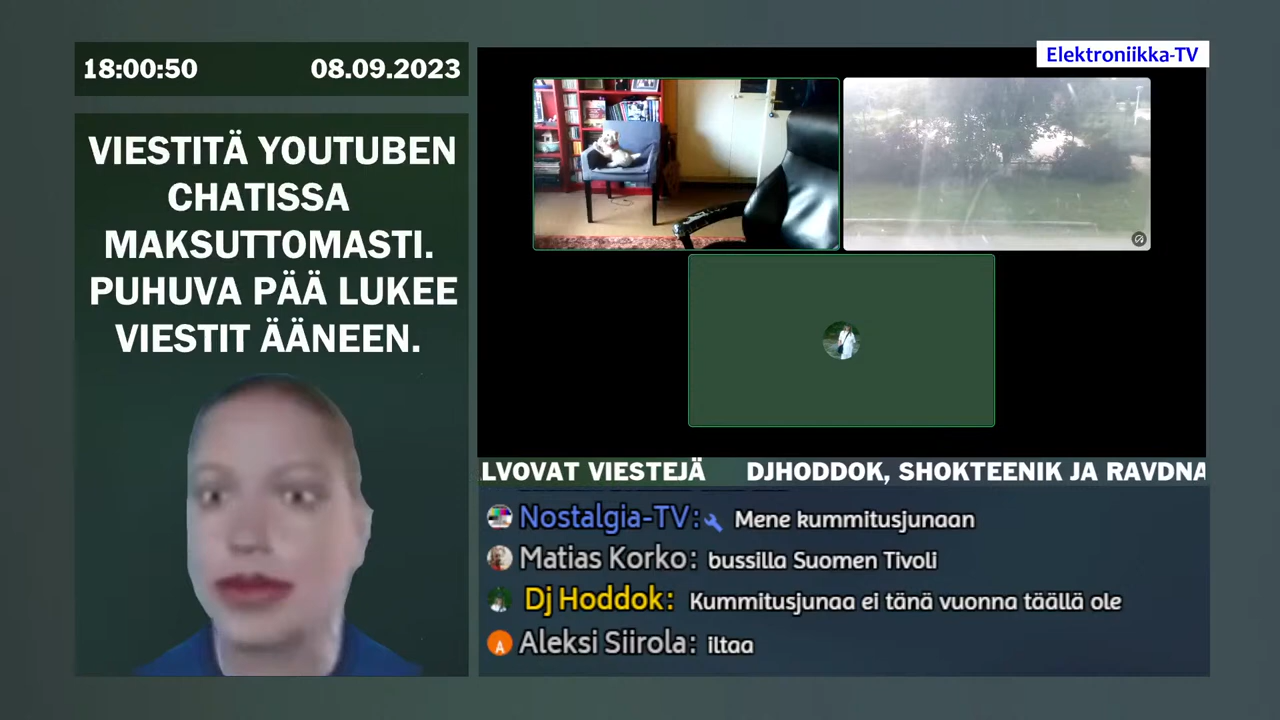 18:00:50 08.09.2023
VIESTITÄ YOUTUBEN
CHATISSA
MAKSUTTOMASTI.
PUHUVA PÄÄ LUKEE
VIESTIT ÄÄNEEN.
Elektroniikka-TV
LVOVAT VIESTEJÄ DJHODDOK, SHOKTEENIK JA RAVDNA
Nostalgia-TV: Mene kummitusjunaan
Matias Korko: bussilla Suomen Tivoli
Dj Hoddok: Kummitusjunaa ei tänä vuonna täällä ole
A Aleksi Siirola: iltaa